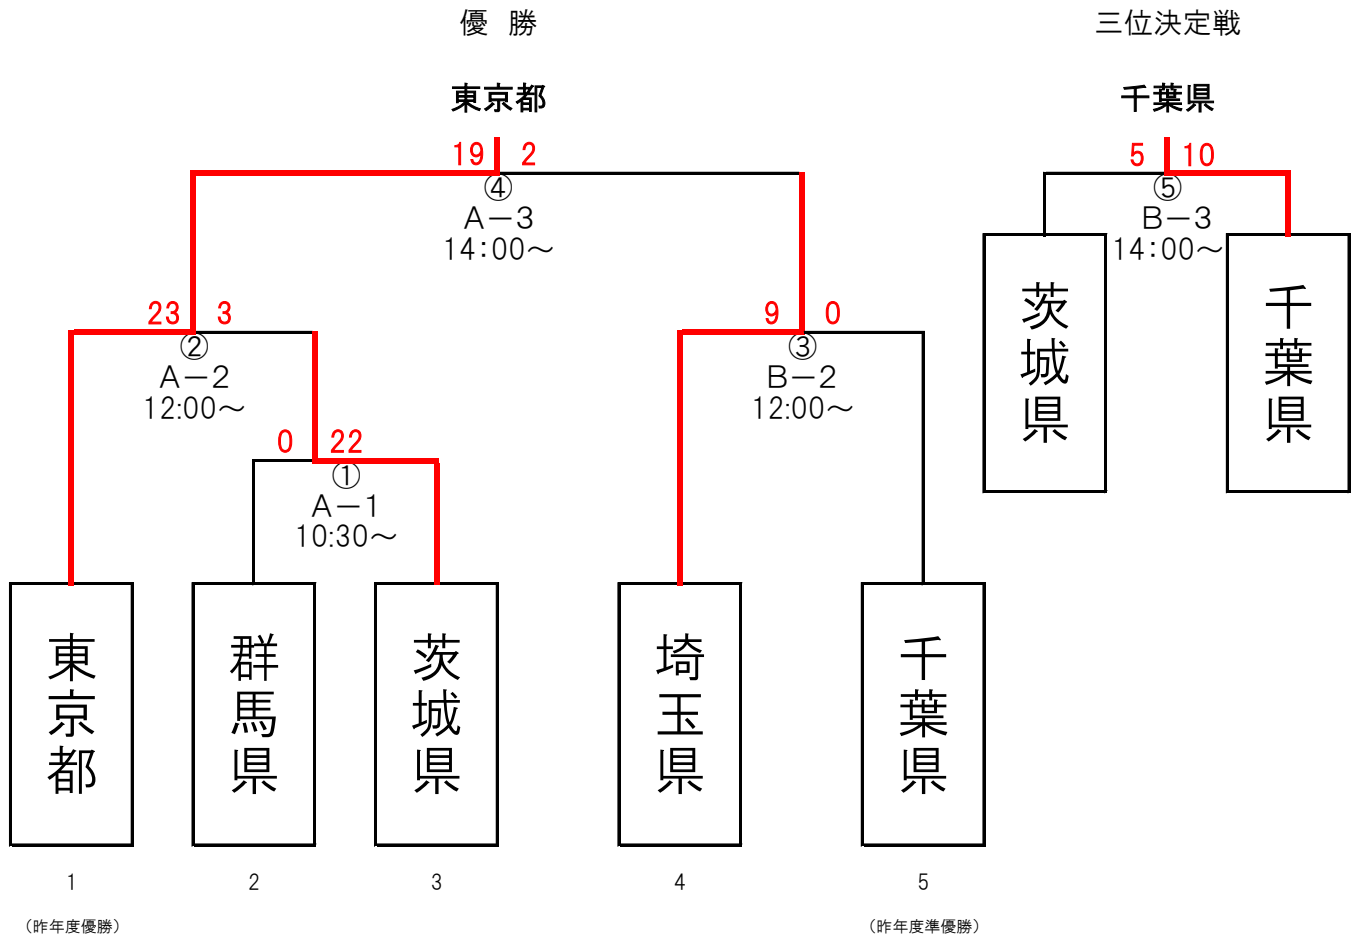 優 勝
三位決定戦
東京都
千葉県
19 2
5 10
④
A－3
14：00～
⑤
B－3
14：00～
茨城県
千葉県
23 3
9 0
②
A－2
12:00～
③
B－2
12:00～
0 22
①
A－1
10:30～
東京都
群馬県
茨城県
埼玉県
千葉県
1
2
3
4
5
（昨年度優勝）
（昨年度準優勝）